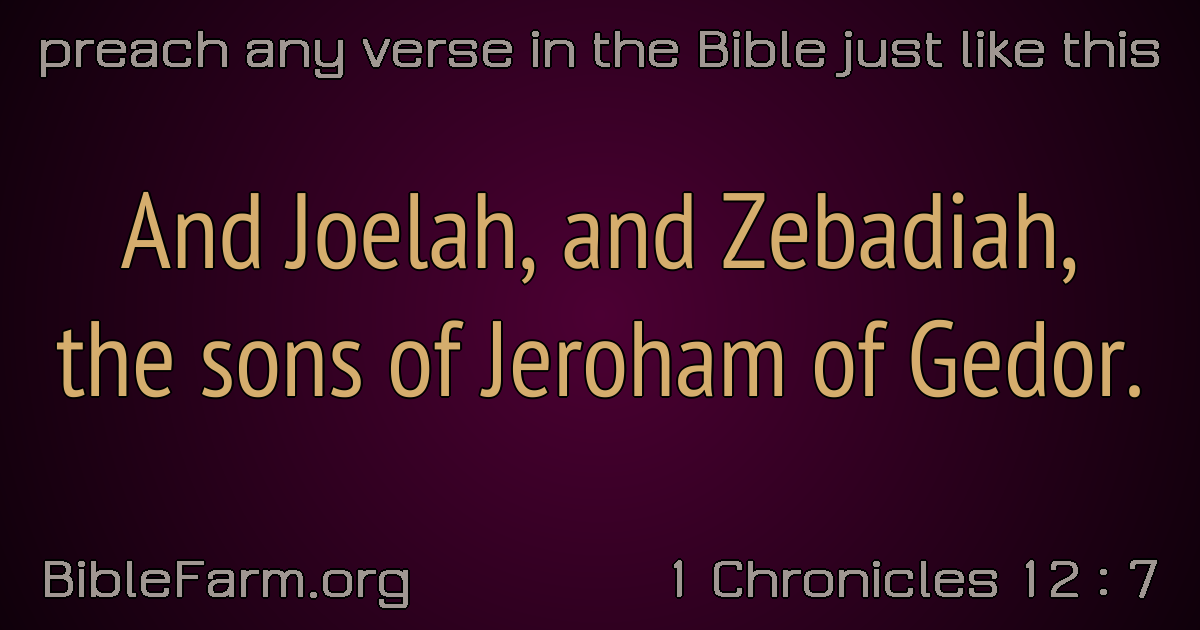 preach any verse in the Bible just like this
And Joelah, and Zebadiah,
the sons of Jeroham of Gedor.
BibleFarm.org
1 Chronicles 12 : 7